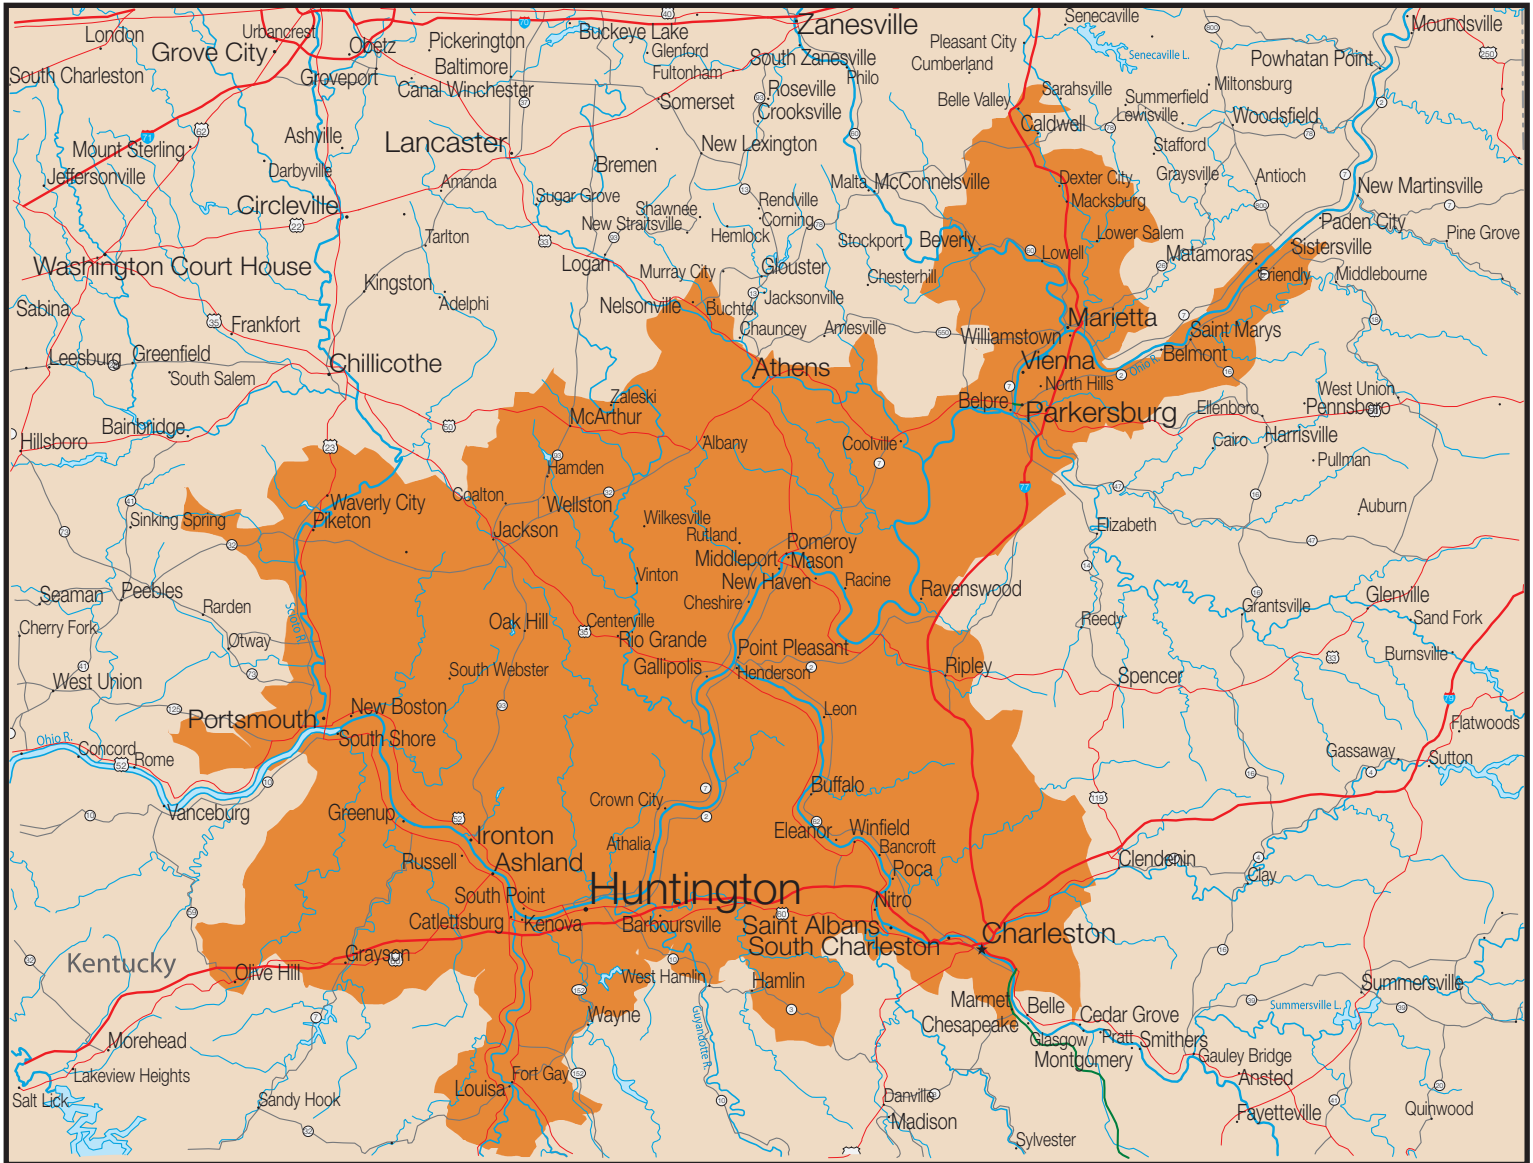 Zanesville
Senecaville
Moundsville
London
Urbancrest
Grove City
Obetz
Pickerington
Buckeye Lake
Glenford
South Zanesville
Pleasant City
Cumberland
Senecaville L.
Powhatan Point
South Charleston
Groveport
Baltimore
Canal Winchester
Fultonham
Philo
Roseville
Crooksville
Somerset
Belle Valley
Sarahsville
Summerfield
Miltonsburg
Lewisville
Woodsfield
Caldwell
Mount Sterling
Ashville
Lancaster
New Lexington
Bremen
Stafford
Jeffersonville
Darbyville
Amanda
Sugar Grove
Malta
McConnelsville
Dexter City
Macksburg
Graysville
Antioch
New Martinsville
Circleville
Shawnee
New Straitsville
Rendville
Corning
Hemlock
Paden City
Pine Grove
Tarlton
Stockport
Beverly
Lower Salem
Lowell
Matamoras
Sistersville
Friendly
Middlebourne
Washington Court House
Logan
Murray City
Glouster
Chesterhill
Kingston
Adelphi
Nelsonville
Buchtel
Jacksonville
Sabina
Frankfort
Chauncey
Amesville
Williamstown
Marietta
Saint Marys
Leesburg
Greenfield
South Salem
Chillicothe
Athens
Vienna
Belmont
Ohio R.
North Hills
Zaleski
McArthur
Belpre
Parkersburg
Ellenboro
West Union
Pennsboro
Hillsboro
Bainbridge
Albany
Coolville
Cairo
Harrisville
Pullman
Hamden
Coalton
Wellston
Waverly City
Piketon
Sinking Spring
Jackson
Wilkesville
Rutland
Auburn
Elizabeth
Pomeroy
Middleport
Mason
New Haven
Racine
Vinton
Cheshire
Ravenswood
Seaman
Peebles
Rarden
Scioto R.
Cherry Fork
Otway
Oak Hill
Centerville
Rio Grande
Reedy
Grantsville
Glenville
Sand Fork
Burnsville
Point Pleasant
Gallipolis
Henderson
Ripley
Spencer
West Union
South Webster
Portsmouth
New Boston
South Shore
Leon
Flatwoods
Ohio R.
Concord
Rome
Gassaway
Sutton
Vanceburg
Greenup
Crown City
Buffalo
Ironton
Athalia
Eleanor
Winfield
Bancroft
Russell
Ashland
Poca
Clendenin
Clay
Huntington
South Point
Catlettsburg
Kenova
Barboursville
Nitro
Saint Albans
South Charleston
Charleston
Kentucky
Grayson
Olive Hill
West Hamlin
Hamlin
Summersville
Summersville L.
Marmet
Belle
Chesapeake
Cedar Grove
Wayne
Guyandotte R.
Glasgow
Pratt
Smithers
Montgomery
Gauley Bridge
Ansted
Morehead
Lakeview Heights
Salt Lick
Sandy Hook
Louisa
Fort Gay
Danville
Madison
Sylvester
Fayetteville
Quinwood